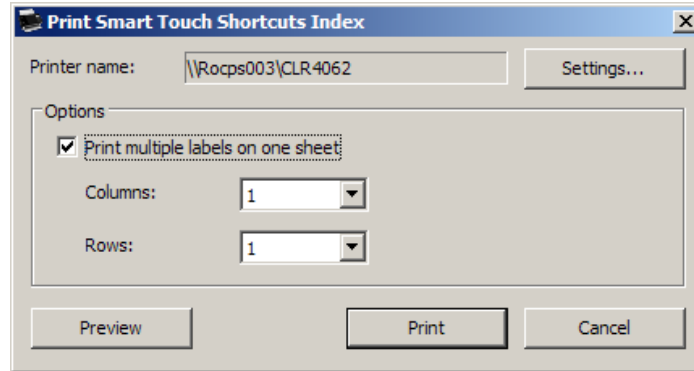 Print Smart Touch Shortcuts Index
Printer name: \\Rocps003\CLR4062 Settings...
Options
Print multiple labels on one sheet
Columns: 1
Rows: 1
Preview Print Cancel